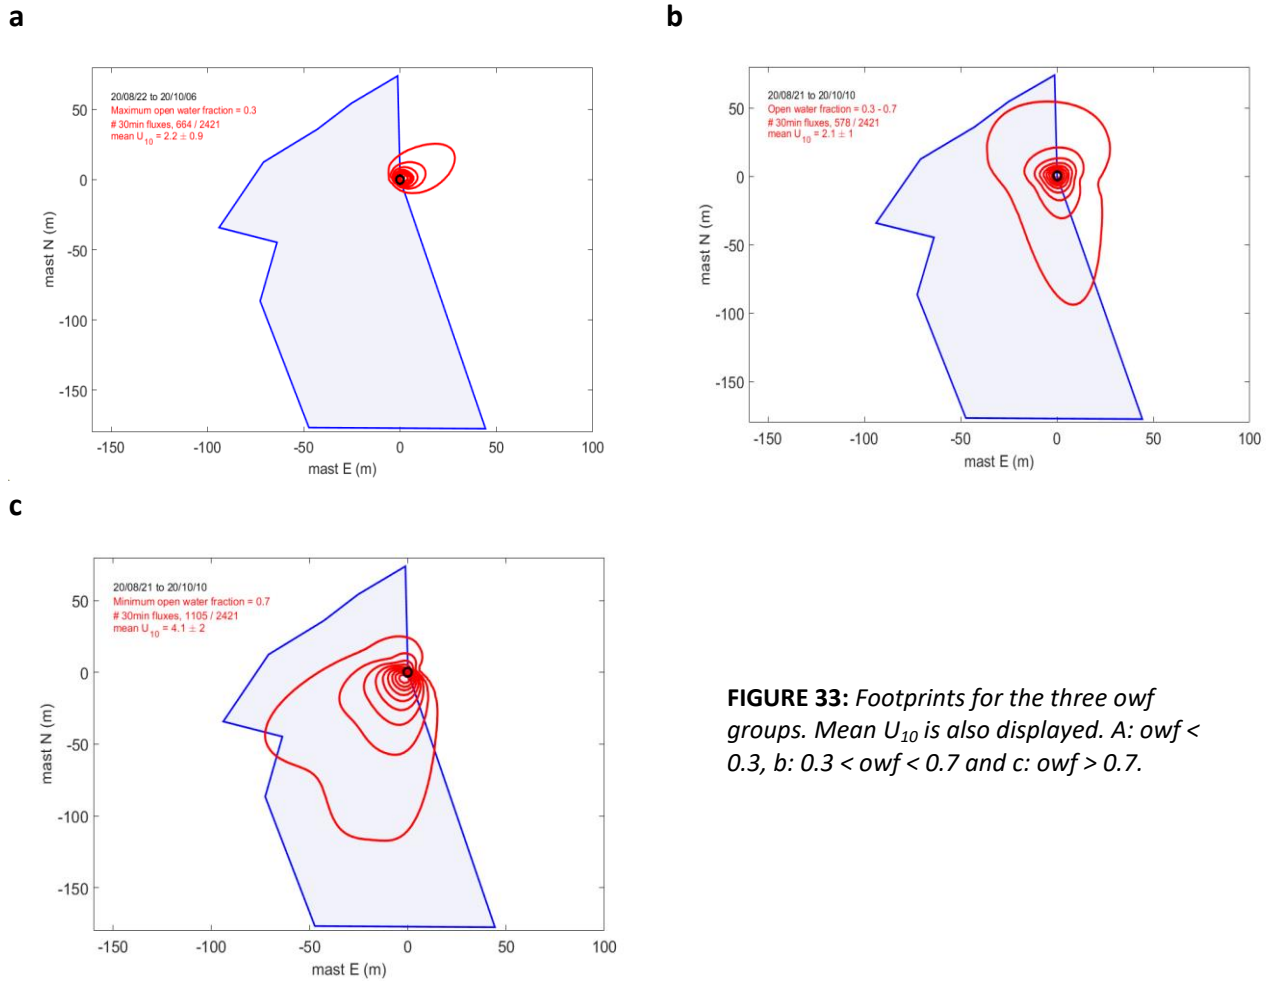 a
20/08/22 to 20/10/06
Maximum open water fraction = 0.3
# 30min fluxes, 664 / 2421
mean U10 = 2.2 ± 0.9
50
0
-50
-100
-150
mast N (m)
-150 -100 -50 0 50 100
mast E (m)
b
20/08/21 to 20/10/10
Open water fraction = 0.3 - 0.7
# 30min fluxes, 578 / 2421
mean U10 = 2.1 ± 1
50
0
-50
-100
-150
mast N (m)
-150 -100 -50 0 50 100
mast E (m)
c
20/08/21 to 20/10/10
Minimum open water fraction = 0.7
# 30min fluxes, 1105 / 2421
mean U10 = 4.1 ± 2
50
0
-50
-100
-150
mast N (m)
-150 -100 -50 0 50 100
mast E (m)
FIGURE 33: Footprints for the three owf
groups. Mean U10 is also displayed. A: owf <
0.3, b: 0.3 < owf < 0.7 and c: owf > 0.7.